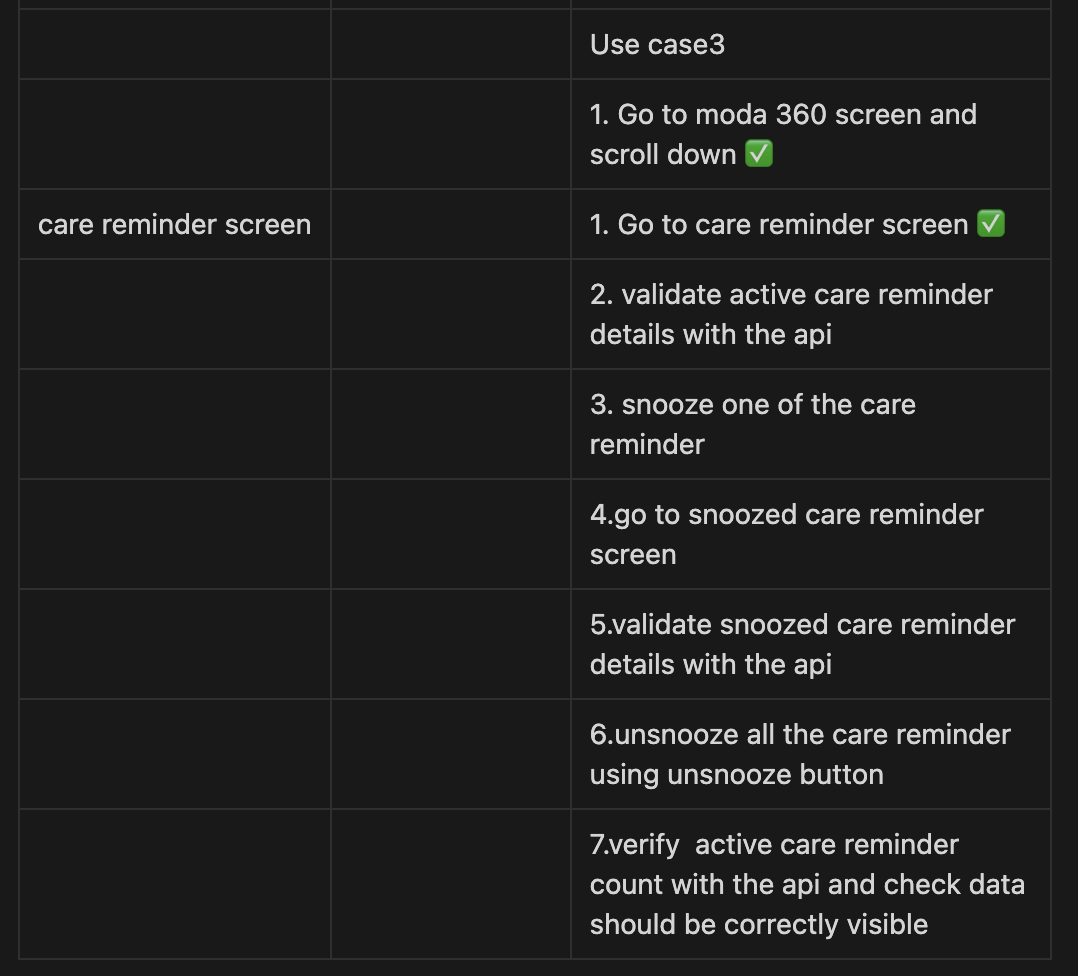 Use case3
1. Go to moda 360 screen and
scroll down ✅
care reminder screen
1. Go to care reminder screen ✅
2. validate active care reminder
details with the api
3. snooze one of the care
reminder
4.go to snoozed care reminder
screen
5.validate snoozed care reminder
details with the api
6.unsnooze all the care reminder
using unsnooze button
7.verify  active care reminder
count with the api and check data
should be correctly visible